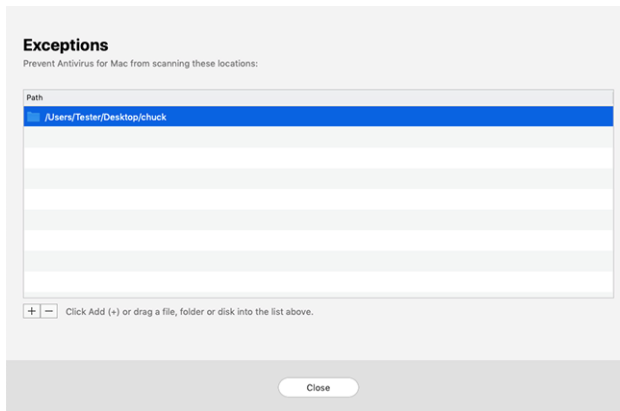 Exceptions
Prevent Antivirus for Mac from scanning these locations:
Path
/Users/Tester/Desktop/chuck
+ − Click Add (+) or drag a file, folder or disk into the list above.
Close